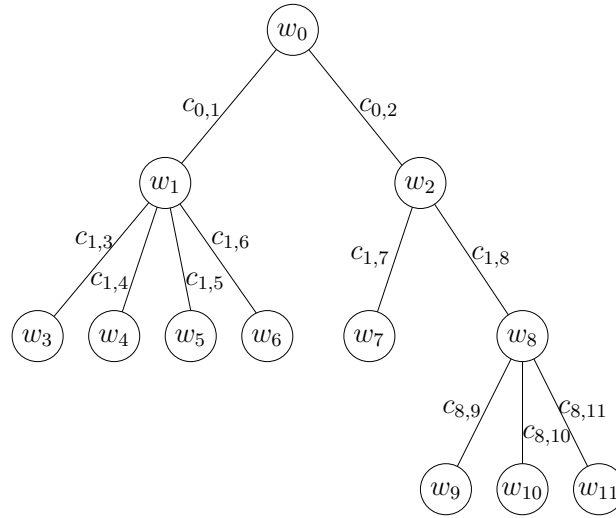 w₀
c₀,₁ c₀,₂
w₁ w₂
c₁,₃ c₁,₄ c₁,₅ c₁,₆ c₁,₇ c₁,₈
w₃ w₄ w₅ w₆ w₇ w₈
c₈,₉ c₈,₁₀ c₈,₁₁
w₉ w₁₀ w₁₁